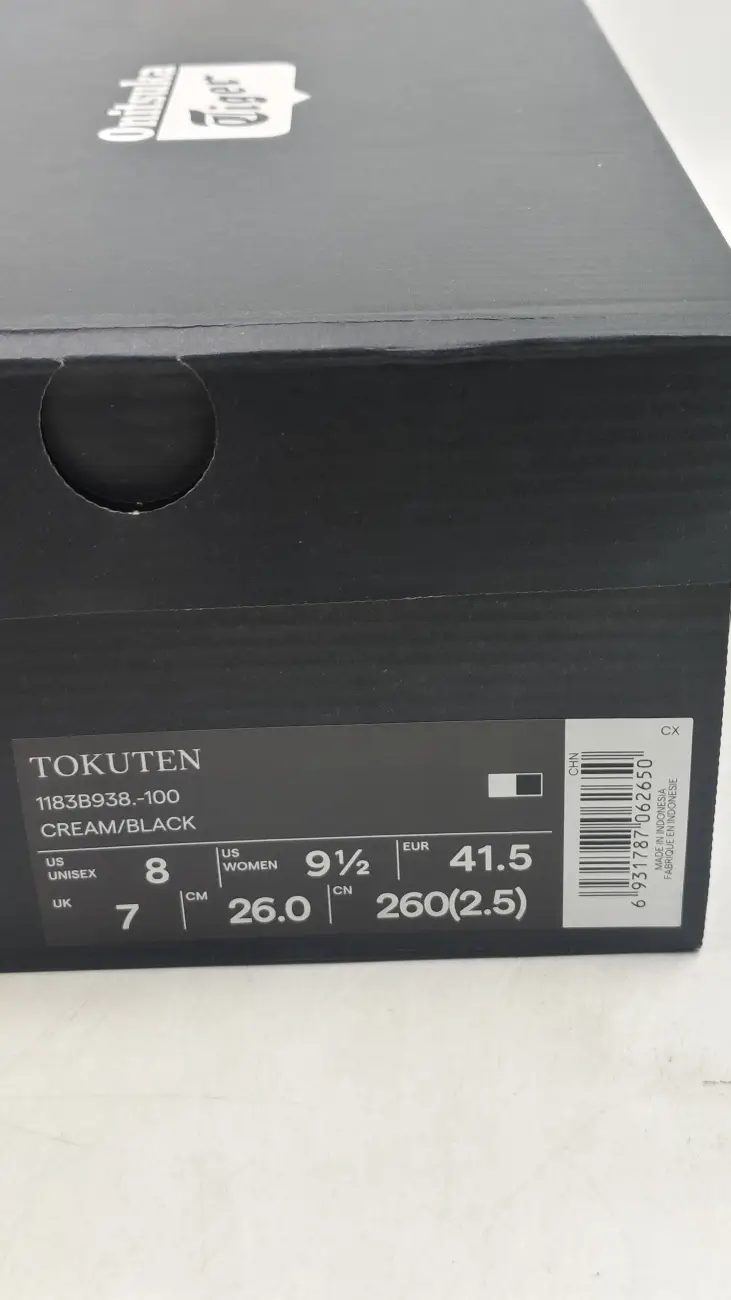 Onitsuka
Tiger
TOKUTEN
1183B938.-100
CREAM/BLACK
US UNISEX 8 US WOMEN 9½ EUR 41.5
UK 7 CM 26.0 CN 260(2.5)
CX
CHN
6 931787 062650
MADE IN INDONESIA
FABRIQUE EN INDONESIE